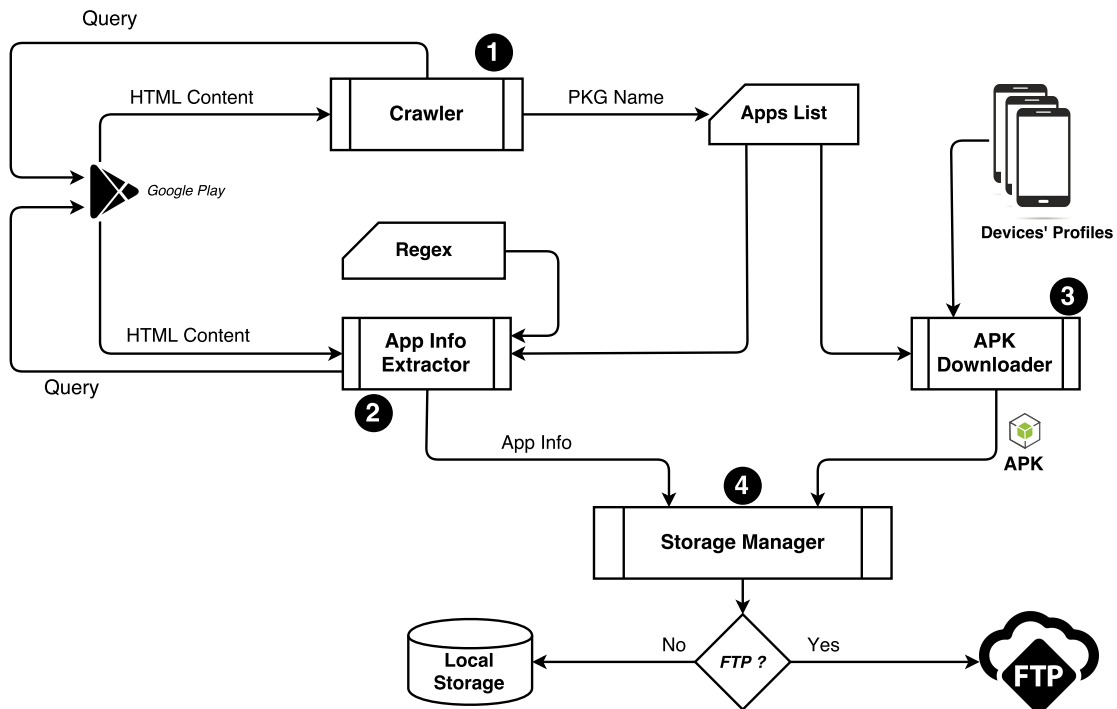 Query
1
HTML Content
Crawler
PKG Name
Apps List
Google Play
Devices' Profiles
Regex
3
HTML Content
App Info
Extractor
APK
Downloader
Query
2
App Info
APK
4
Storage Manager
No
FTP ?
Yes
Local
Storage
FTP